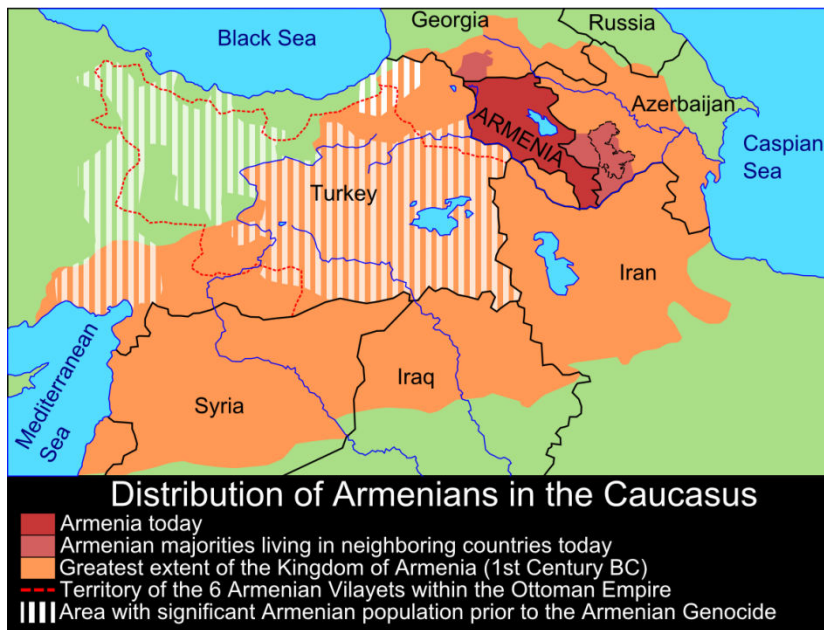 Georgia
Russia
Black Sea
Azerbaijan
ARMENIA
Caspian
Sea
Turkey
Iran
Mediterranean
Sea
Iraq
Syria
Distribution of Armenians in the Caucasus
Armenia today
Armenian majorities living in neighboring countries today
Greatest extent of the Kingdom of Armenia (1st Century BC)
Territory of the 6 Armenian Vilayets within the Ottoman Empire
Area with significant Armenian population prior to the Armenian Genocide